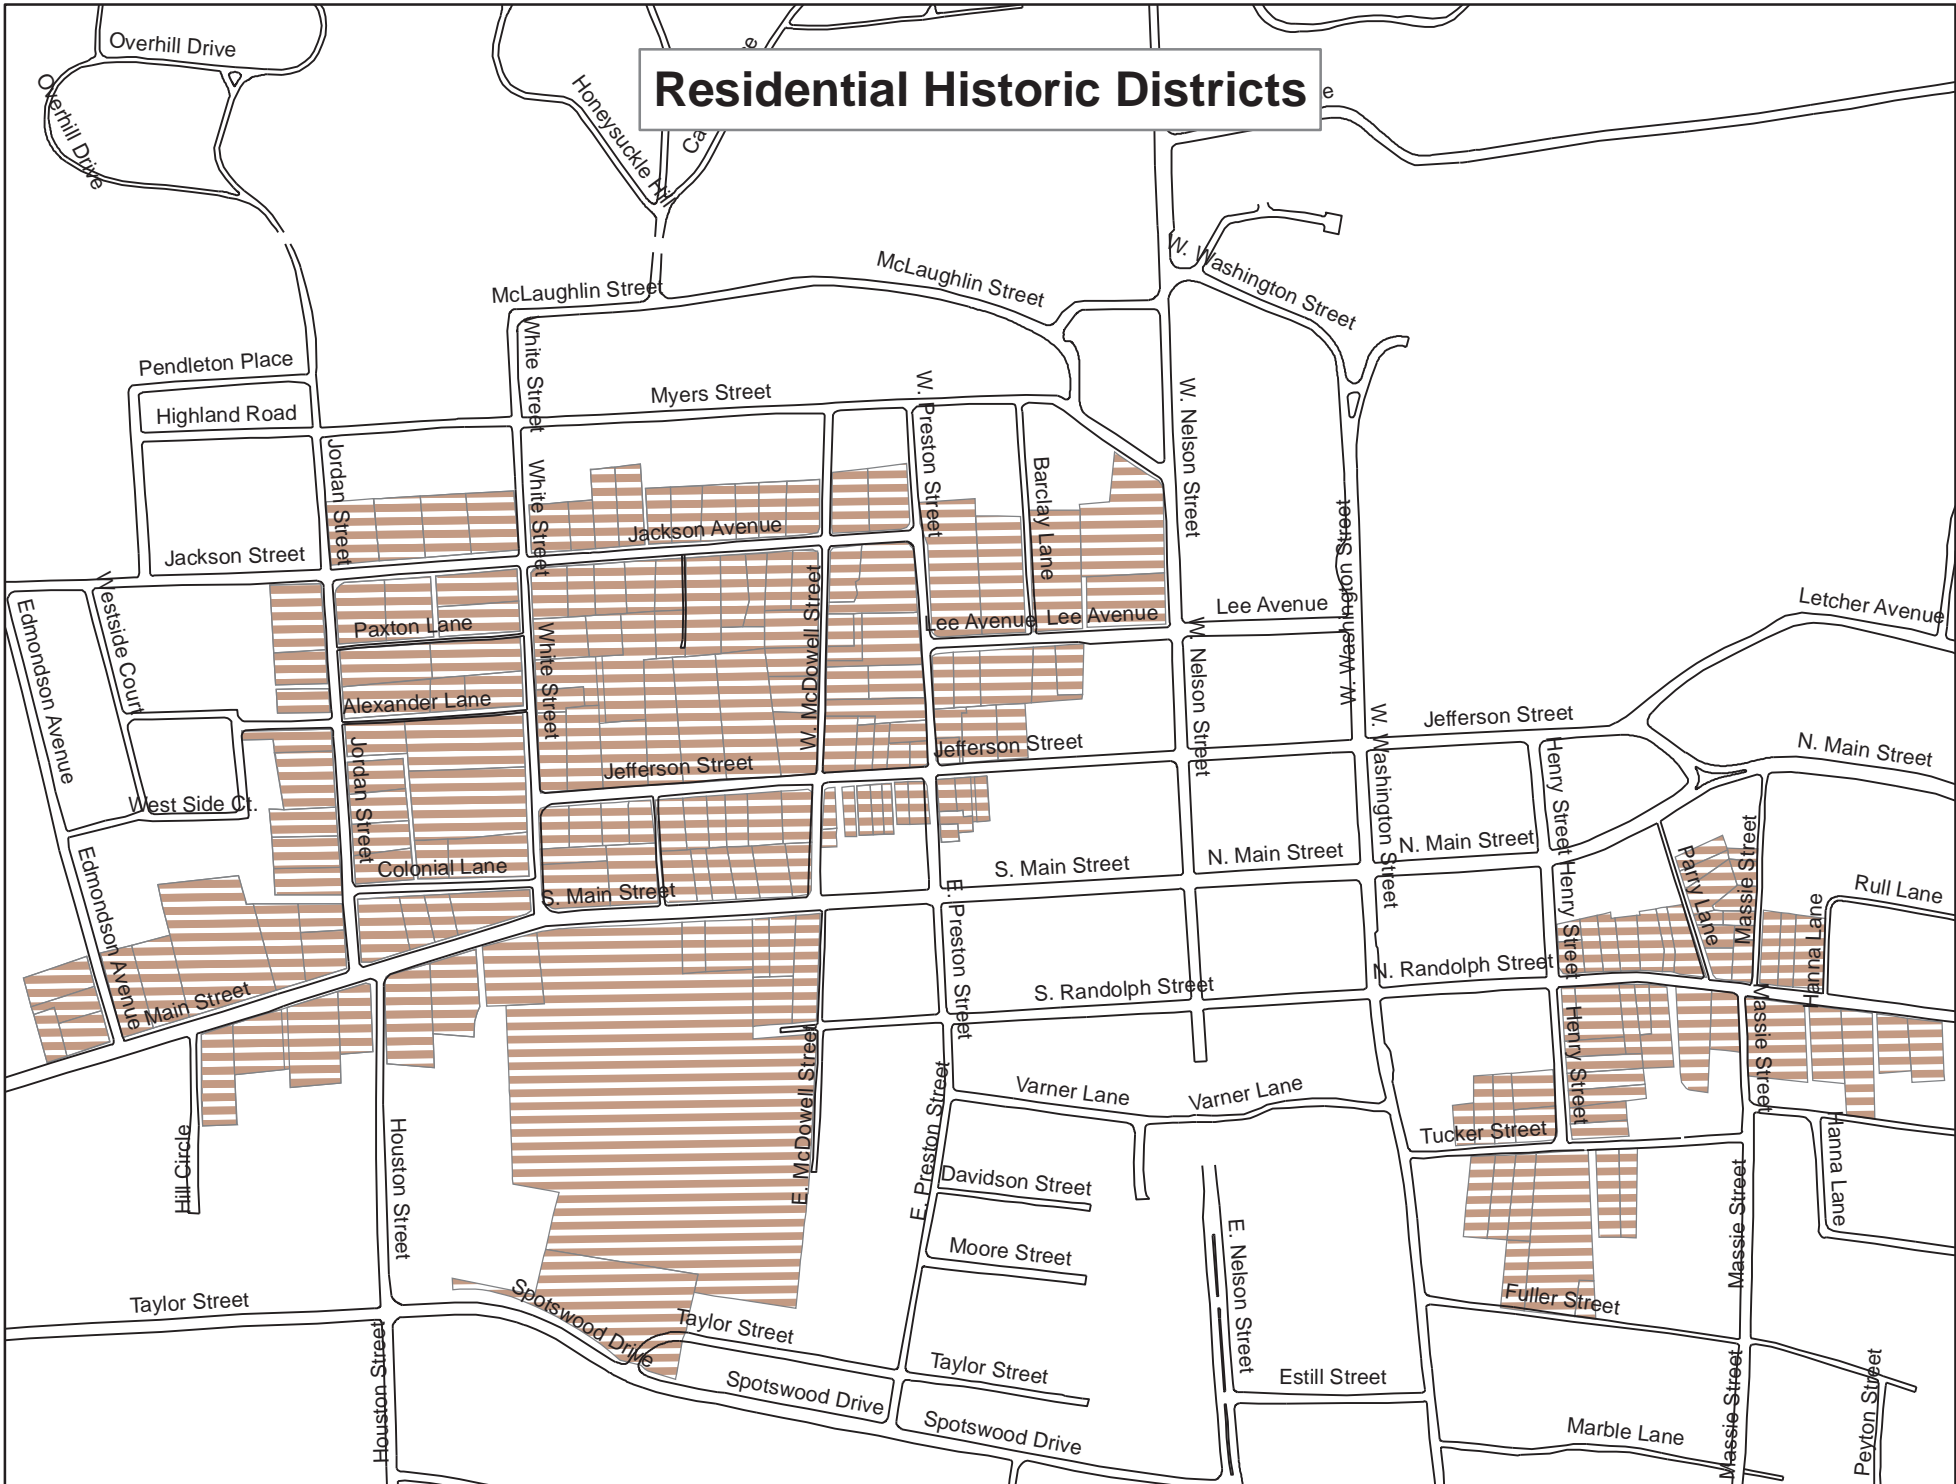 Residential Historic Districts
Overhill Drive
Overhill Drive
Honeysuckle Hill
Ca
e
e
W. Washington Street
McLaughlin Street
McLaughlin Street
White Street
Pendleton Place
Highland Road
Myers Street
W. Preston Street
W. Nelson Street
Jordan Street
White Street
Barclay Lane
Jackson Avenue
Jackson Street
W. Washington Street
Westside Court
Edmondson Avenue
Paxton Lane
White Street
W. McDowell Street
Lee Avenue
Lee Avenue
Lee Avenue
Letcher Avenue
W. Nelson Street
Alexander Lane
Jordan Street
Jefferson Street
Jefferson Street
Jefferson Street
W. Washington Street
Henry Street
N. Main Street
West Side Ct.
Colonial Lane
S. Main Street
S. Main Street
N. Main Street
N. Main Street
Parry Lane
Massie Street
Rull Lane
Edmondson Avenue
Main Street
E. Preston Street
Henry Street
Hanna Lane
S. Randolph Street
N. Randolph Street
Massie Street
Henry Street
E. McDowell Street
E. Preston Street
Varner Lane
Varner Lane
Tucker Street
Hill Circle
Houston Street
Davidson Street
Hanna Lane
Massie Street
Moore Street
E. Nelson Street
Taylor Street
Spotswood Drive
Taylor Street
Fuller Street
Houston Street
Taylor Street
Spotswood Drive
Estill Street
Massie Street
Peyton Street
Spotswood Drive
Marble Lane